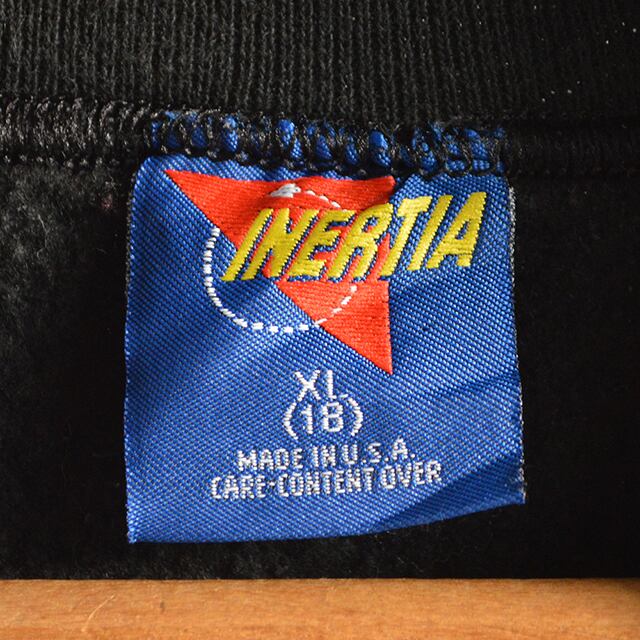 INERTIA
XL
(18)
MADE IN U.S.A.
CARE-CONTENT OVER